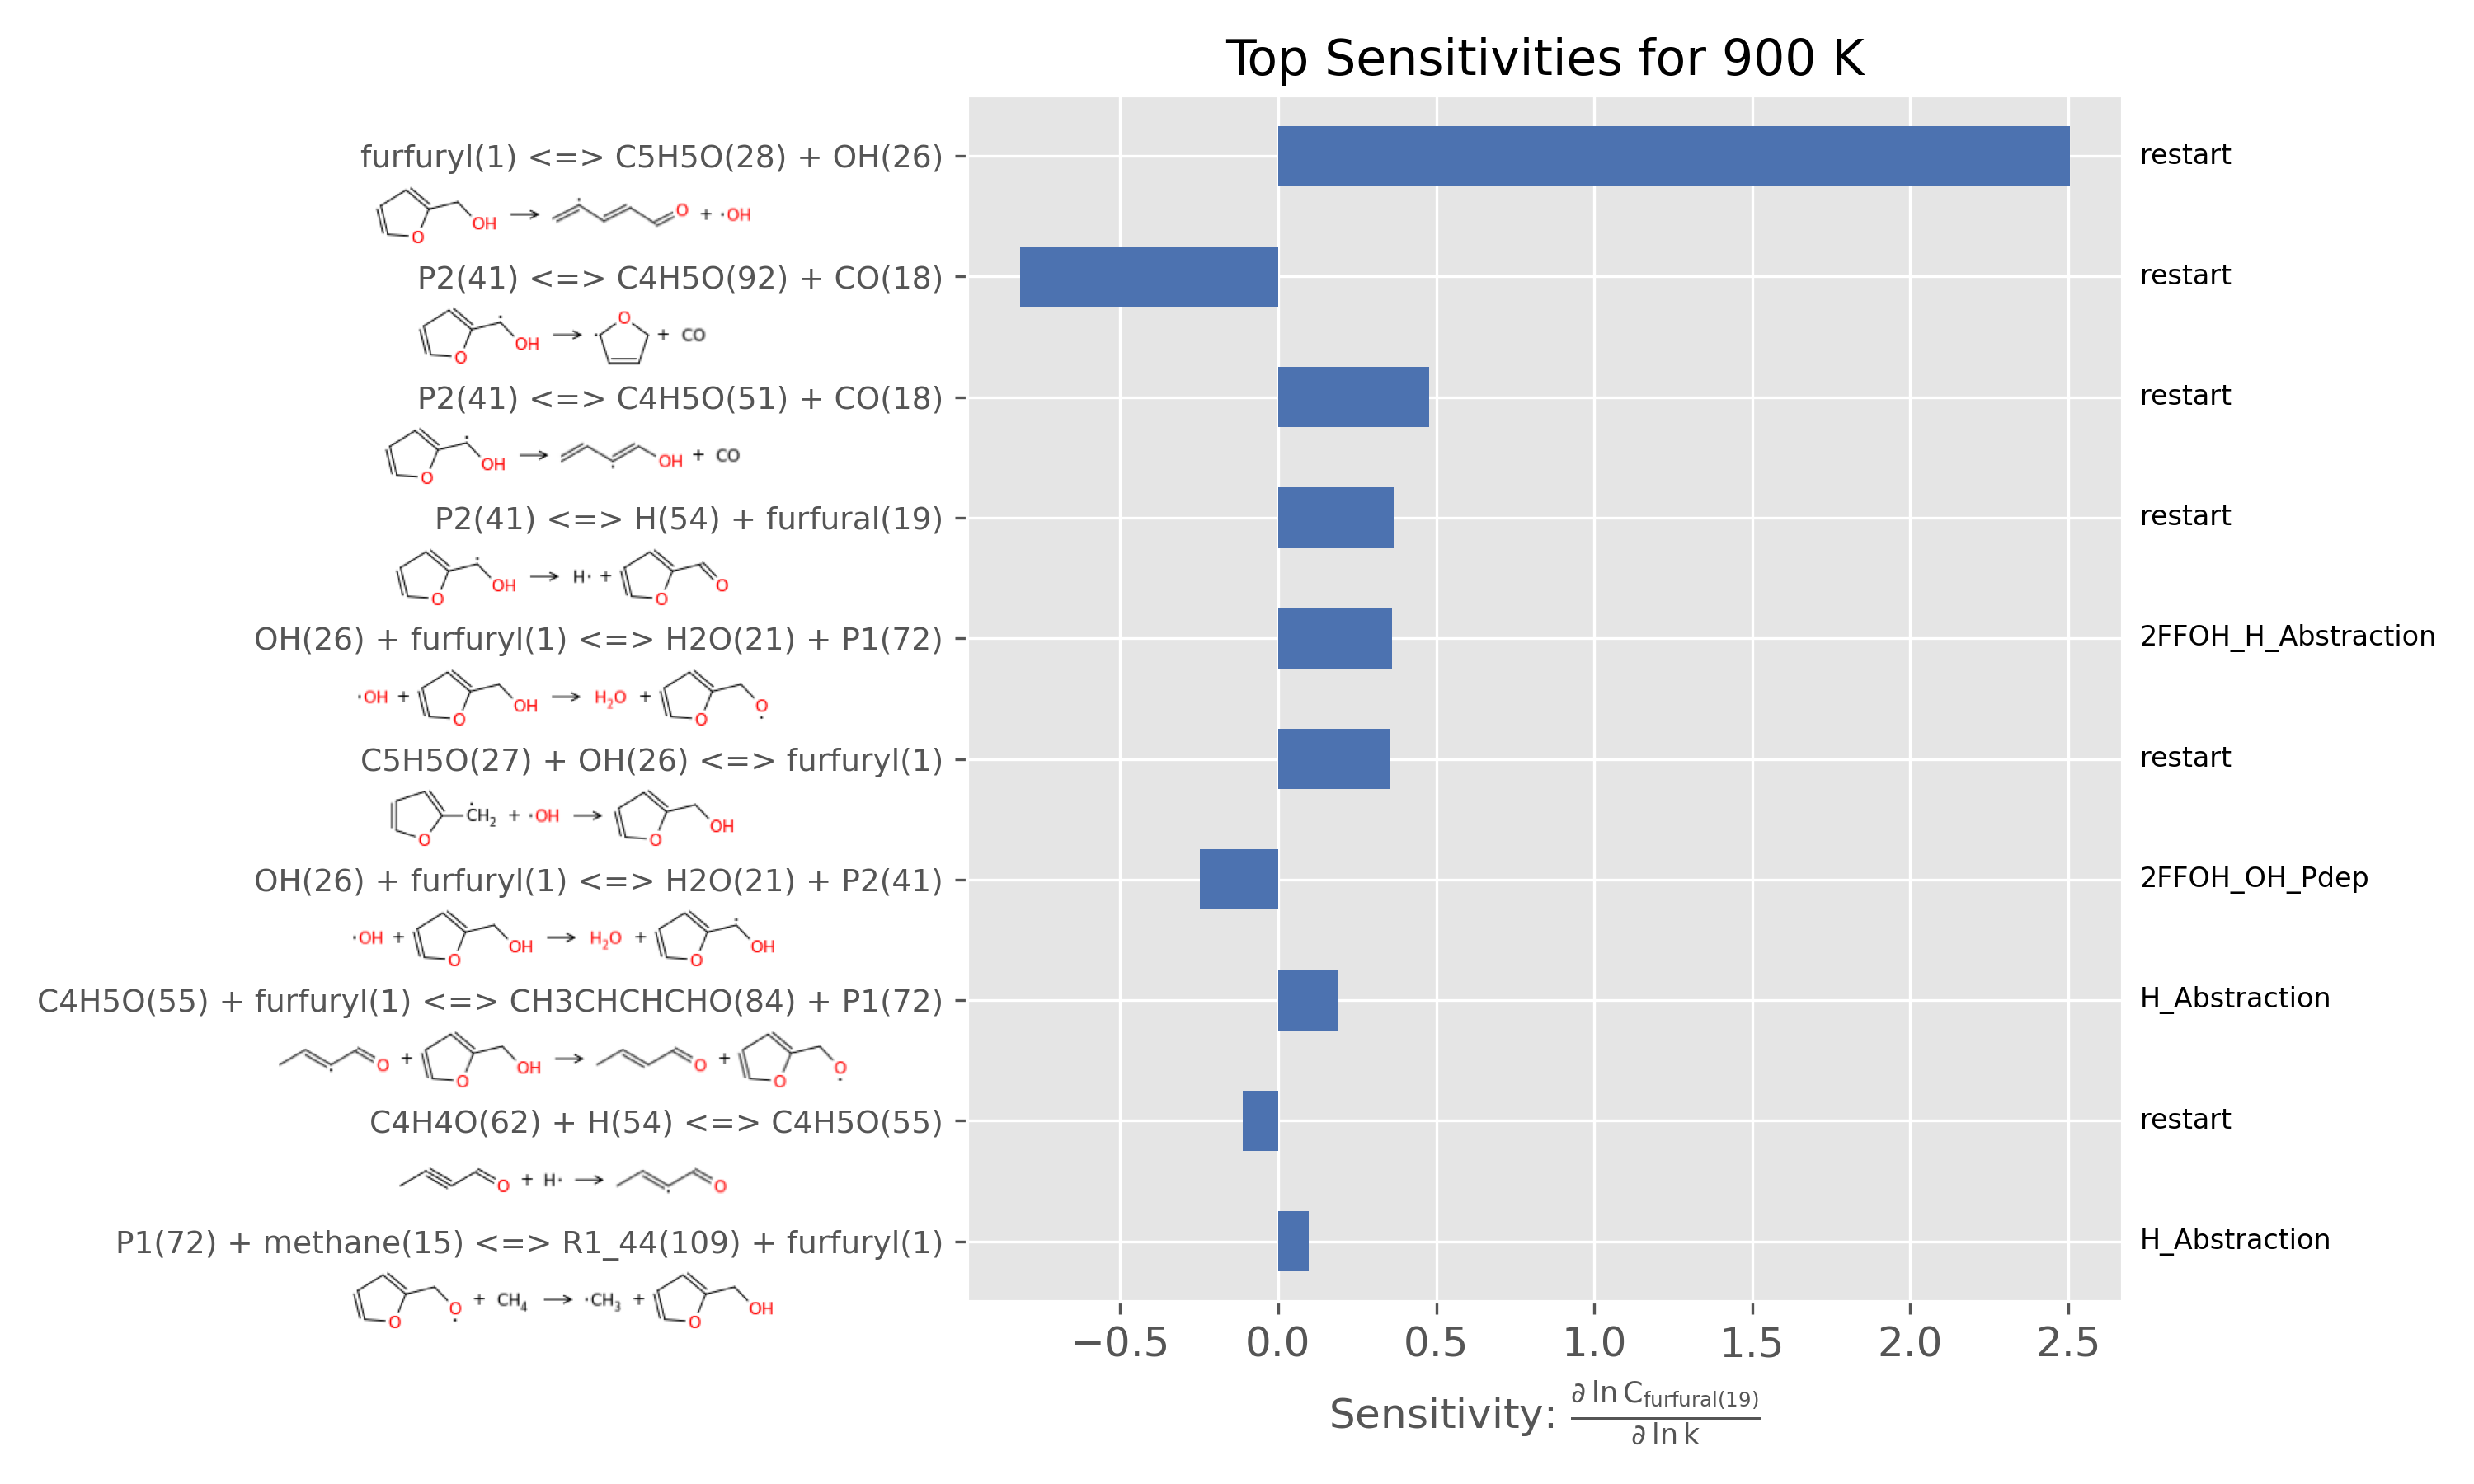 Top Sensitivities for 900 K
furfuryl(1) <=> C5H5O(28) + OH(26)
restart
OH O → O + ·OH
P2(41) <=> C4H5O(92) + CO(18)
restart
OH O → O + CO
P2(41) <=> C4H5O(51) + CO(18)
restart
OH O → OH + CO
P2(41) <=> H(54) + furfural(19)
restart
OH O → H· + O O
OH(26) + furfuryl(1) <=> H2O(21) + P1(72)
2FFOH_H_Abstraction
·OH + O OH → H₂O + O O
C5H5O(27) + OH(26) <=> furfuryl(1)
restart
O CH₂ + ·OH → O OH
OH(26) + furfuryl(1) <=> H2O(21) + P2(41)
2FFOH_OH_Pdep
·OH + O OH → H₂O + O OH
C4H5O(55) + furfuryl(1) <=> CH3CHCHCHO(84) + P1(72)
H_Abstraction
O + O OH → O + O O
C4H4O(62) + H(54) <=> C4H5O(55)
restart
O + H· → O
P1(72) + methane(15) <=> R1_44(109) + furfuryl(1)
H_Abstraction
O O + CH₄ → ·CH₃ + O OH
−0.5 0.0 0.5 1.0 1.5 2.0 2.5
Sensitivity: ∂ ln C furfural(19) / ∂ ln k